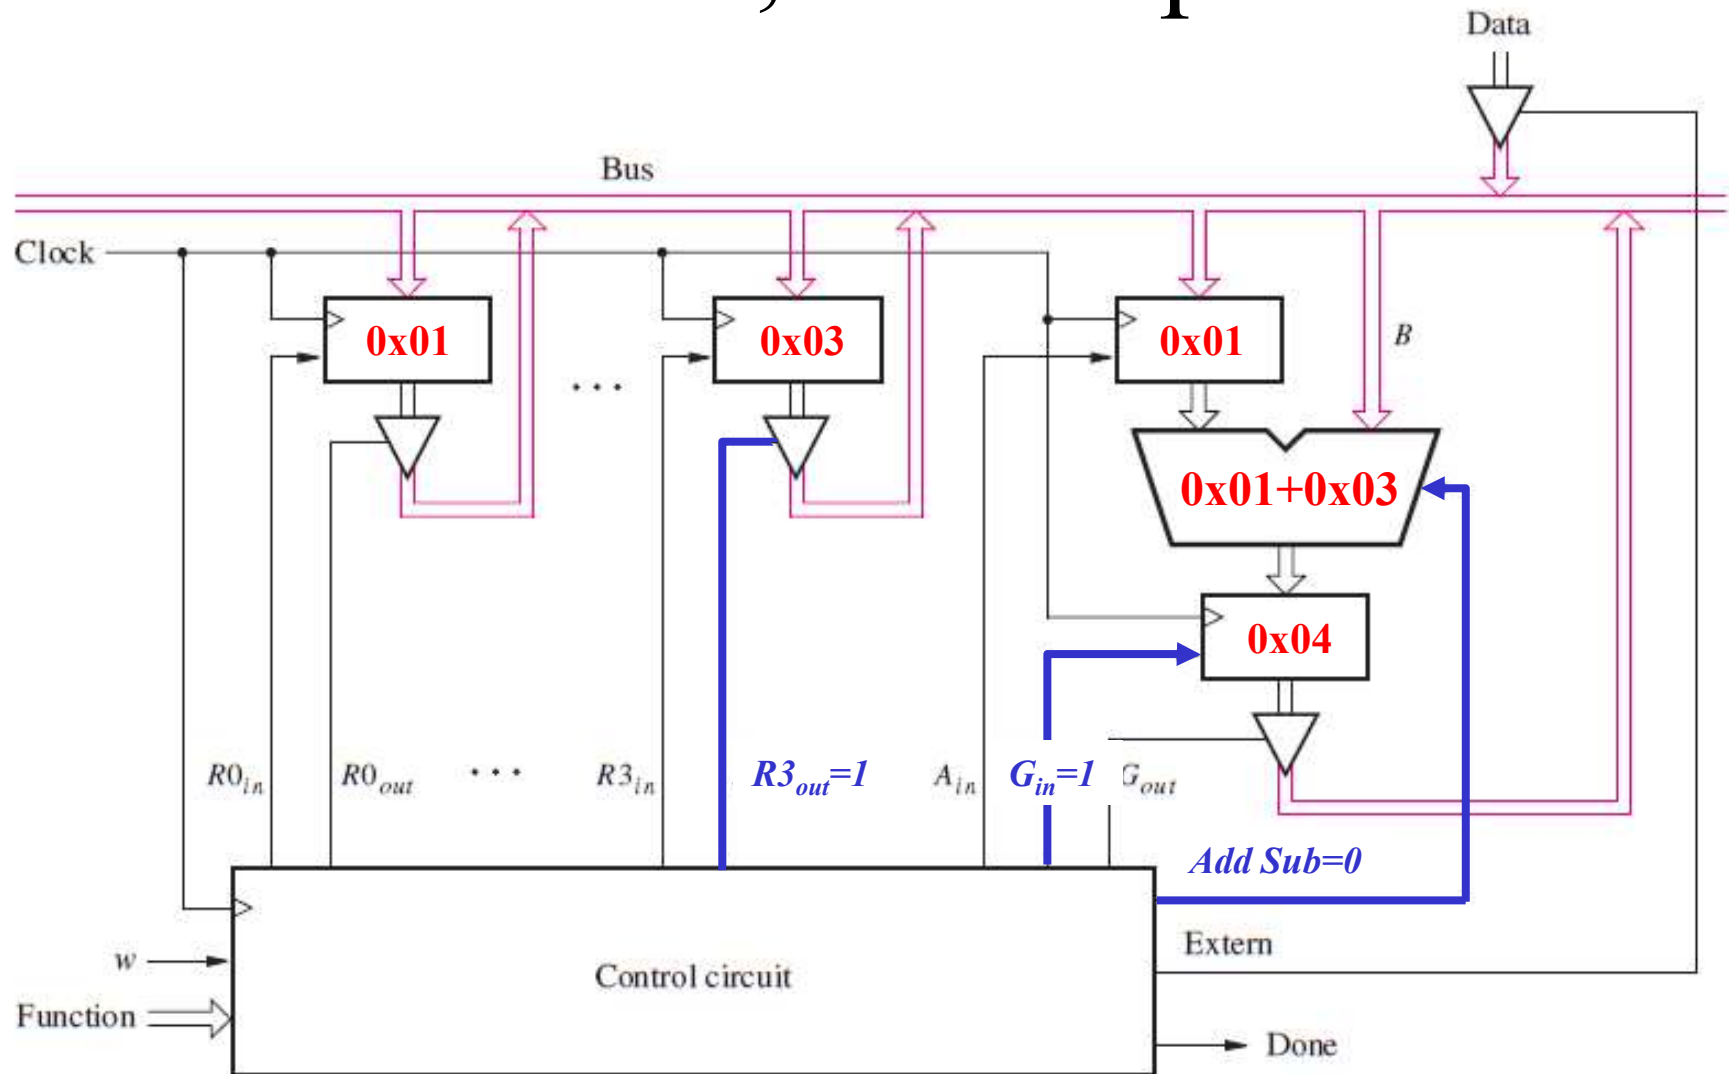 Data
Bus
Clock
0x01
0x03
0x01
B
...
0x01+0x03
0x04
R0in
R0out
...
R3in
R3out=1
Ain
Gin=1
Gout
Add Sub=0
Extern
w
Control circuit
Function
Done